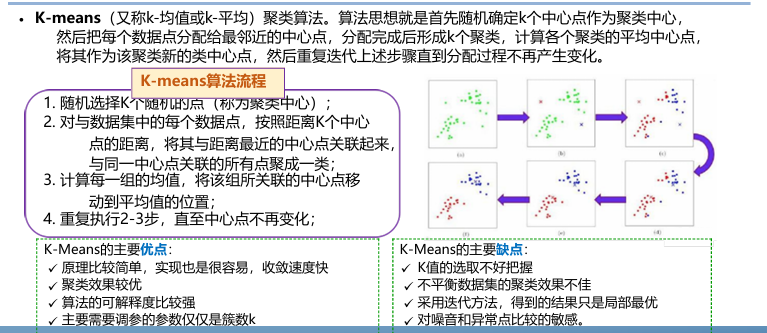 • K-means（又称k-均值或k-平均）聚类算法。算法思想就是首先随机确定k个中心点作为聚类中心，
然后把每个数据点分配给最邻近的中心点，分配完成后形成k个聚类，计算各个聚类的平均中心点，
将其作为该聚类新的类中心点，然后重复迭代上述步骤直到分配过程不再产生变化。
K-means算法流程
1. 随机选择K个随机的点（称为聚类中心）；
2. 对与数据集中的每个数据点，按照距离K个中心
点的距离，将其与距离最近的中心点关联起来，
与同一中心点关联的所有点聚成一类；
3. 计算每一组的均值，将该组所关联的中心点移
动到平均值的位置；
4. 重复执行2-3步，直至中心点不再变化；
(a) (b) (c)
(f) (e) (d)
K-Means的主要优点：
✓ 原理比较简单，实现也是很容易，收敛速度快
✓ 聚类效果较优
✓ 算法的可解释度比较强
✓ 主要需要调参的参数仅仅是簇数k
K-Means的主要缺点：
✓ K值的选取不好把握
✓ 不平衡数据集的聚类效果不佳
✓ 采用迭代方法，得到的结果只是局部最优
✓ 对噪音和异常点比较的敏感。